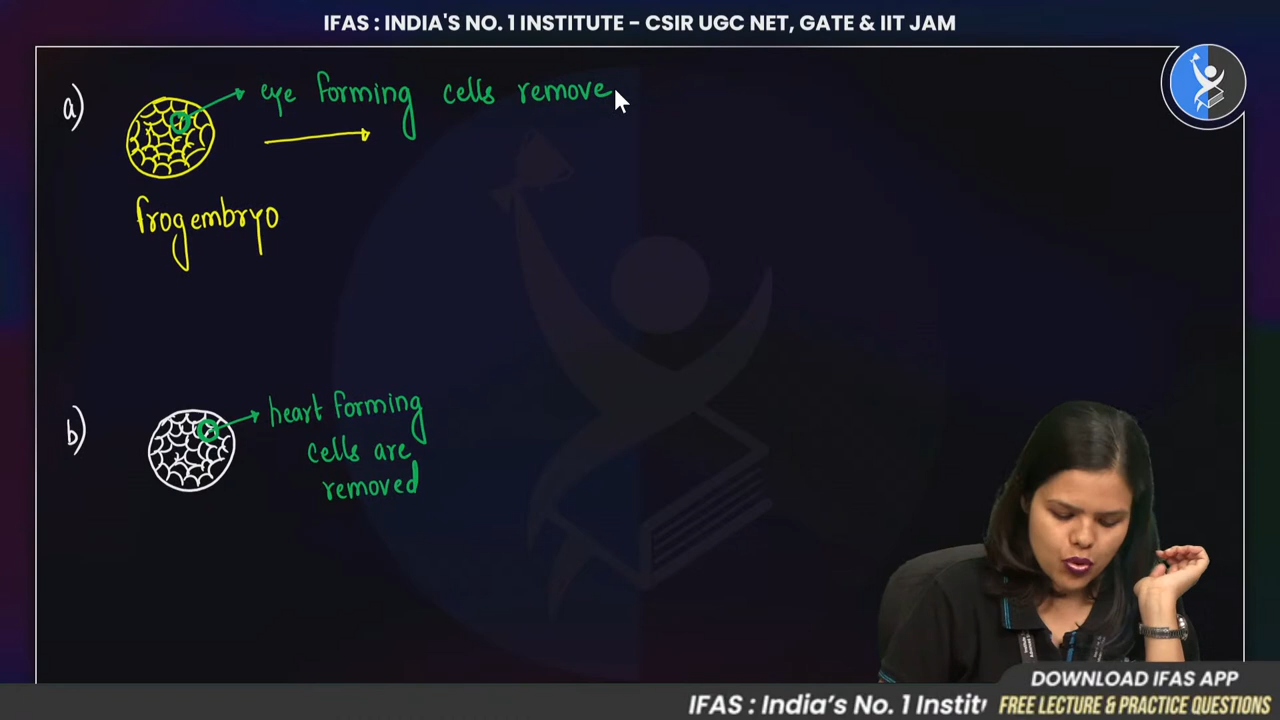 IFAS : INDIA'S NO. 1 INSTITUTE – CSIR UGC NET, GATE & IIT JAM
a)
eye forming cells remove
frogembryo
b)
heart forming
cells are
removed
DOWNLOAD IFAS APP
IFAS : India's No. 1 Instit
FREE LECTURE & PRACTICE QUESTIONS